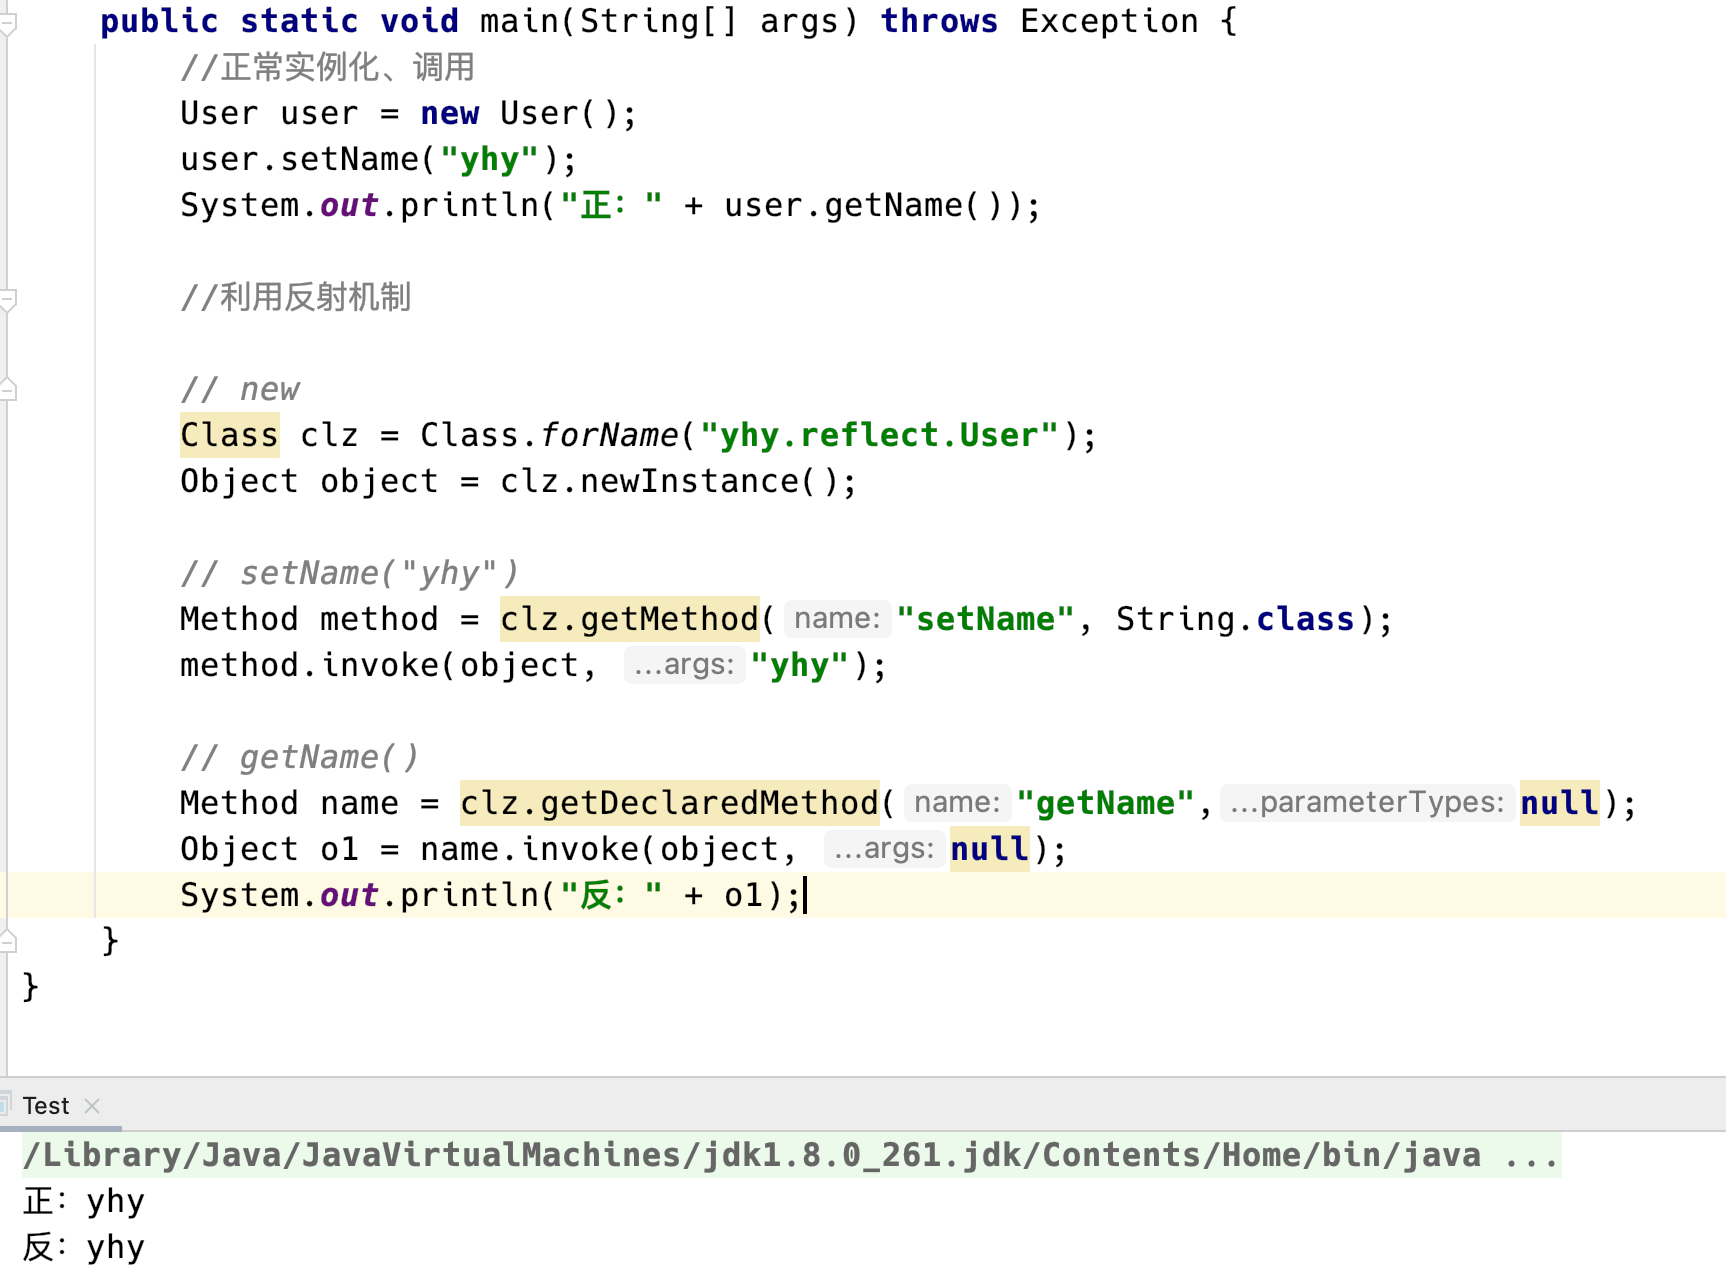 public static void main(String[] args) throws Exception {
//正常实例化、调用
User user = new User();
user.setName("yhy");
System.out.println("正：" + user.getName());
//利用反射机制
// new
Class clz = Class.forName("yhy.reflect.User");
Object object = clz.newInstance();
// setName("yhy")
Method method = clz.getMethod( name: "setName", String.class);
method.invoke(object, ...args: "yhy");
// getName()
Method name = clz.getDeclaredMethod( name: "getName", ...parameterTypes: null);
Object o1 = name.invoke(object, ...args: null);
System.out.println("反：" + o1);
}
}
Test
/Library/Java/JavaVirtualMachines/jdk1.8.0_261.jdk/Contents/Home/bin/java ...
正：yhy
反：yhy